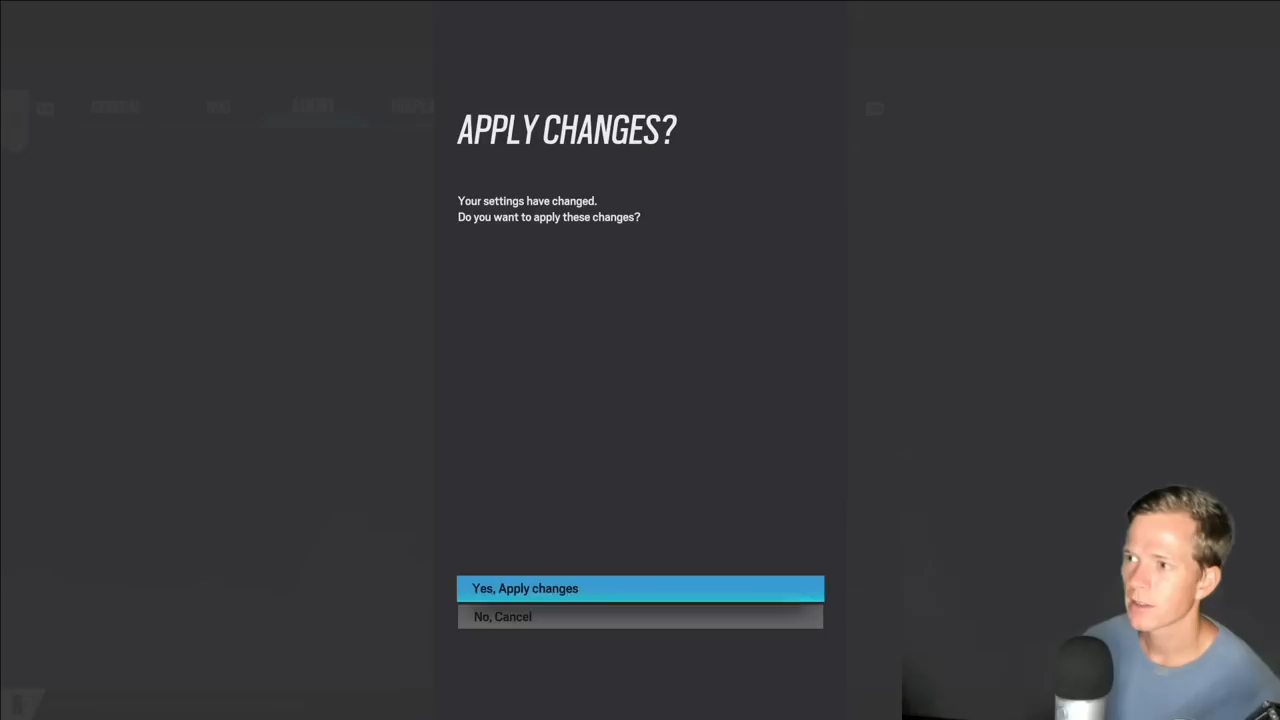 APPLY CHANGES?
Your settings have changed.
Do you want to apply these changes?
Yes, Apply changes
No, Cancel